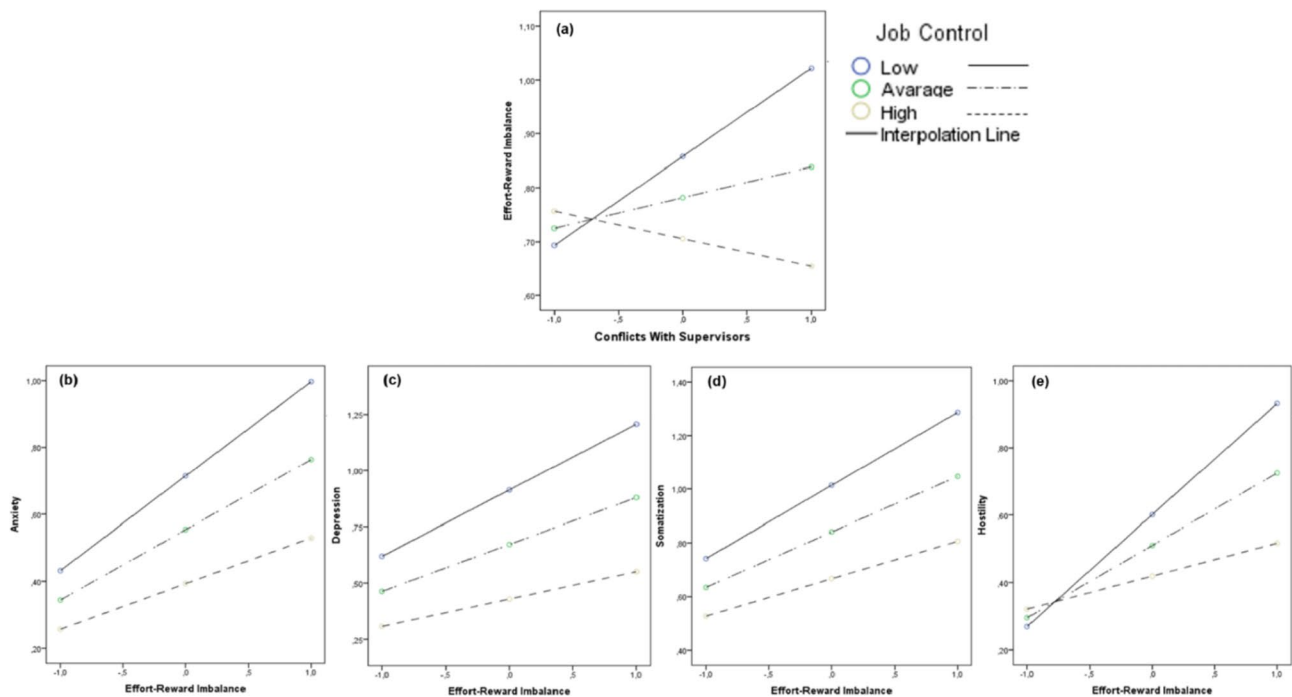 (a)
1,10
1,00
,90
,80
,70
,60
Effort-Reward Imbalance
-1,0 -,5 ,0 ,5 1,0
Conflicts With Supervisors
Job Control
Low
Avarage
High
Interpolation Line
(b)
1,00
,80
,60
,40
,20
Anxiety
-1,0 -,5 ,0 ,5 1,0
Effort-Reward Imbalance
(c)
1,25
1,00
,75
,50
,25
Depression
-1,0 -,5 ,0 ,5 1,0
Effort-Reward Imbalance
(d)
1,40
1,20
1,00
,80
,60
,40
Somatization
-1,0 -,5 ,0 ,5 1,0
Effort-Reward Imbalance
(e)
1,00
,80
,60
,40
,20
Hostility
-1,0 -,5 ,0 ,5 1,0
Effort-Reward Imbalance